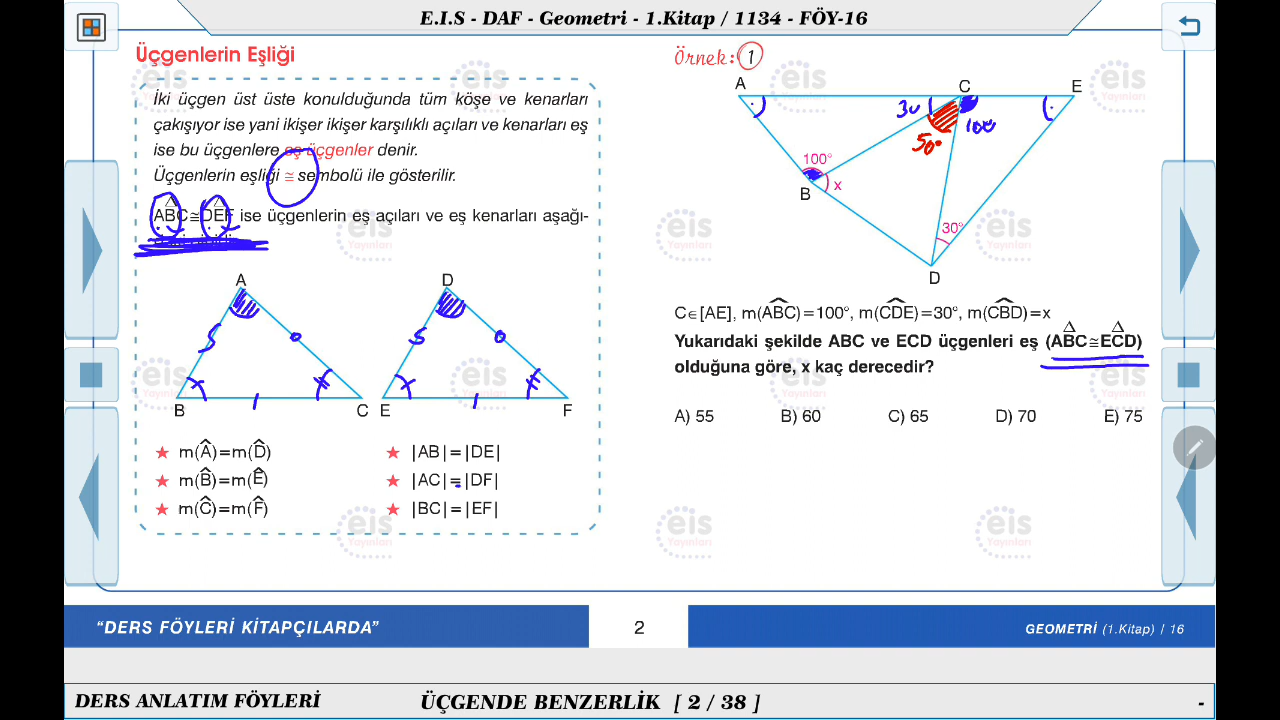 E.I.S - DAF - Geometri - 1.Kitap / 1134 - FÖY-16
Üçgenlerin Eşliği
İki üçgen üst üste konulduğunda tüm köşe ve kenarları
çakışıyor ise yani ikişer ikişer karşılıklı açıları ve kenarları eş
ise bu üçgenlere eş üçgenler denir.
Üçgenlerin eşliği ≅ sembolü ile gösterilir.
ABC≅DEF ise üçgenlerin eş açıları ve eş kenarları aşağı-
A
D
B
C
E
F
★ m(Â)=m(D̂)
★ m(B̂)=m(Ê)
★ m(Ĉ)=m(F̂)
★ |AB|=|DE|
★ |AC|=|DF|
★ |BC|=|EF|
Örnek: 1
A
C
E
30
100
50°
100°
x
B
30°
D
C∈[AE], m(ABC)=100°, m(CDE)=30°, m(CBD)=x
Yukarıdaki şekilde ABC ve ECD üçgenleri eş (ABC≅ECD)
olduğuna göre, x kaç derecedir?
A) 55 B) 60 C) 65 D) 70 E) 75
eis
Yayınları
"DERS FÖYLERİ KİTAPÇILARDA"
2
GEOMETRİ (1.Kitap) / 16
DERS ANLATIM FÖYLERİ
ÜÇGENDE BENZERLİK [ 2 / 38 ]
-